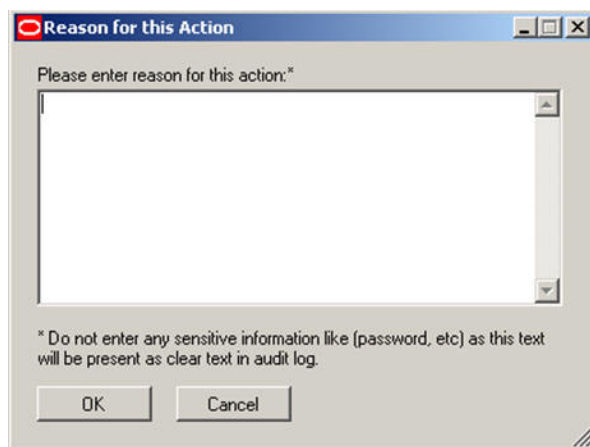 Reason for this Action
Please enter reason for this action:*
* Do not enter any sensitive information like (password, etc) as this text
will be present as clear text in audit log.
OK
Cancel